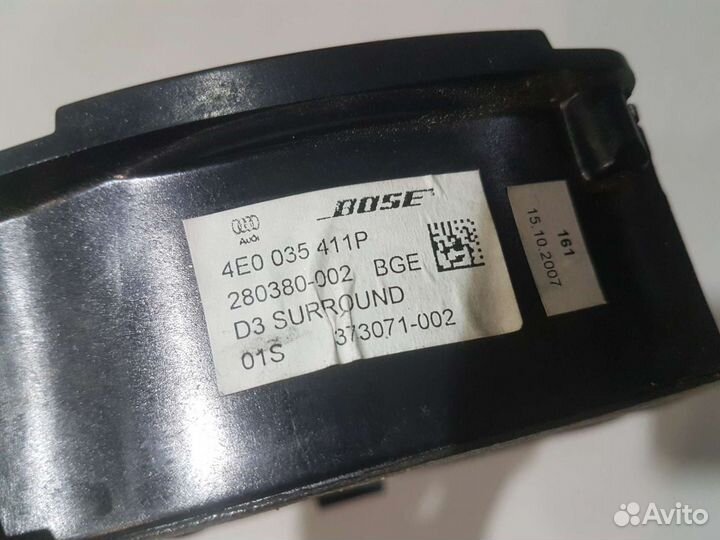 BOSE
Audi
4E0 035 411P
280380-002 BGE
D3 SURROUND
01S 373071-002
161
15.10.2007
Avito